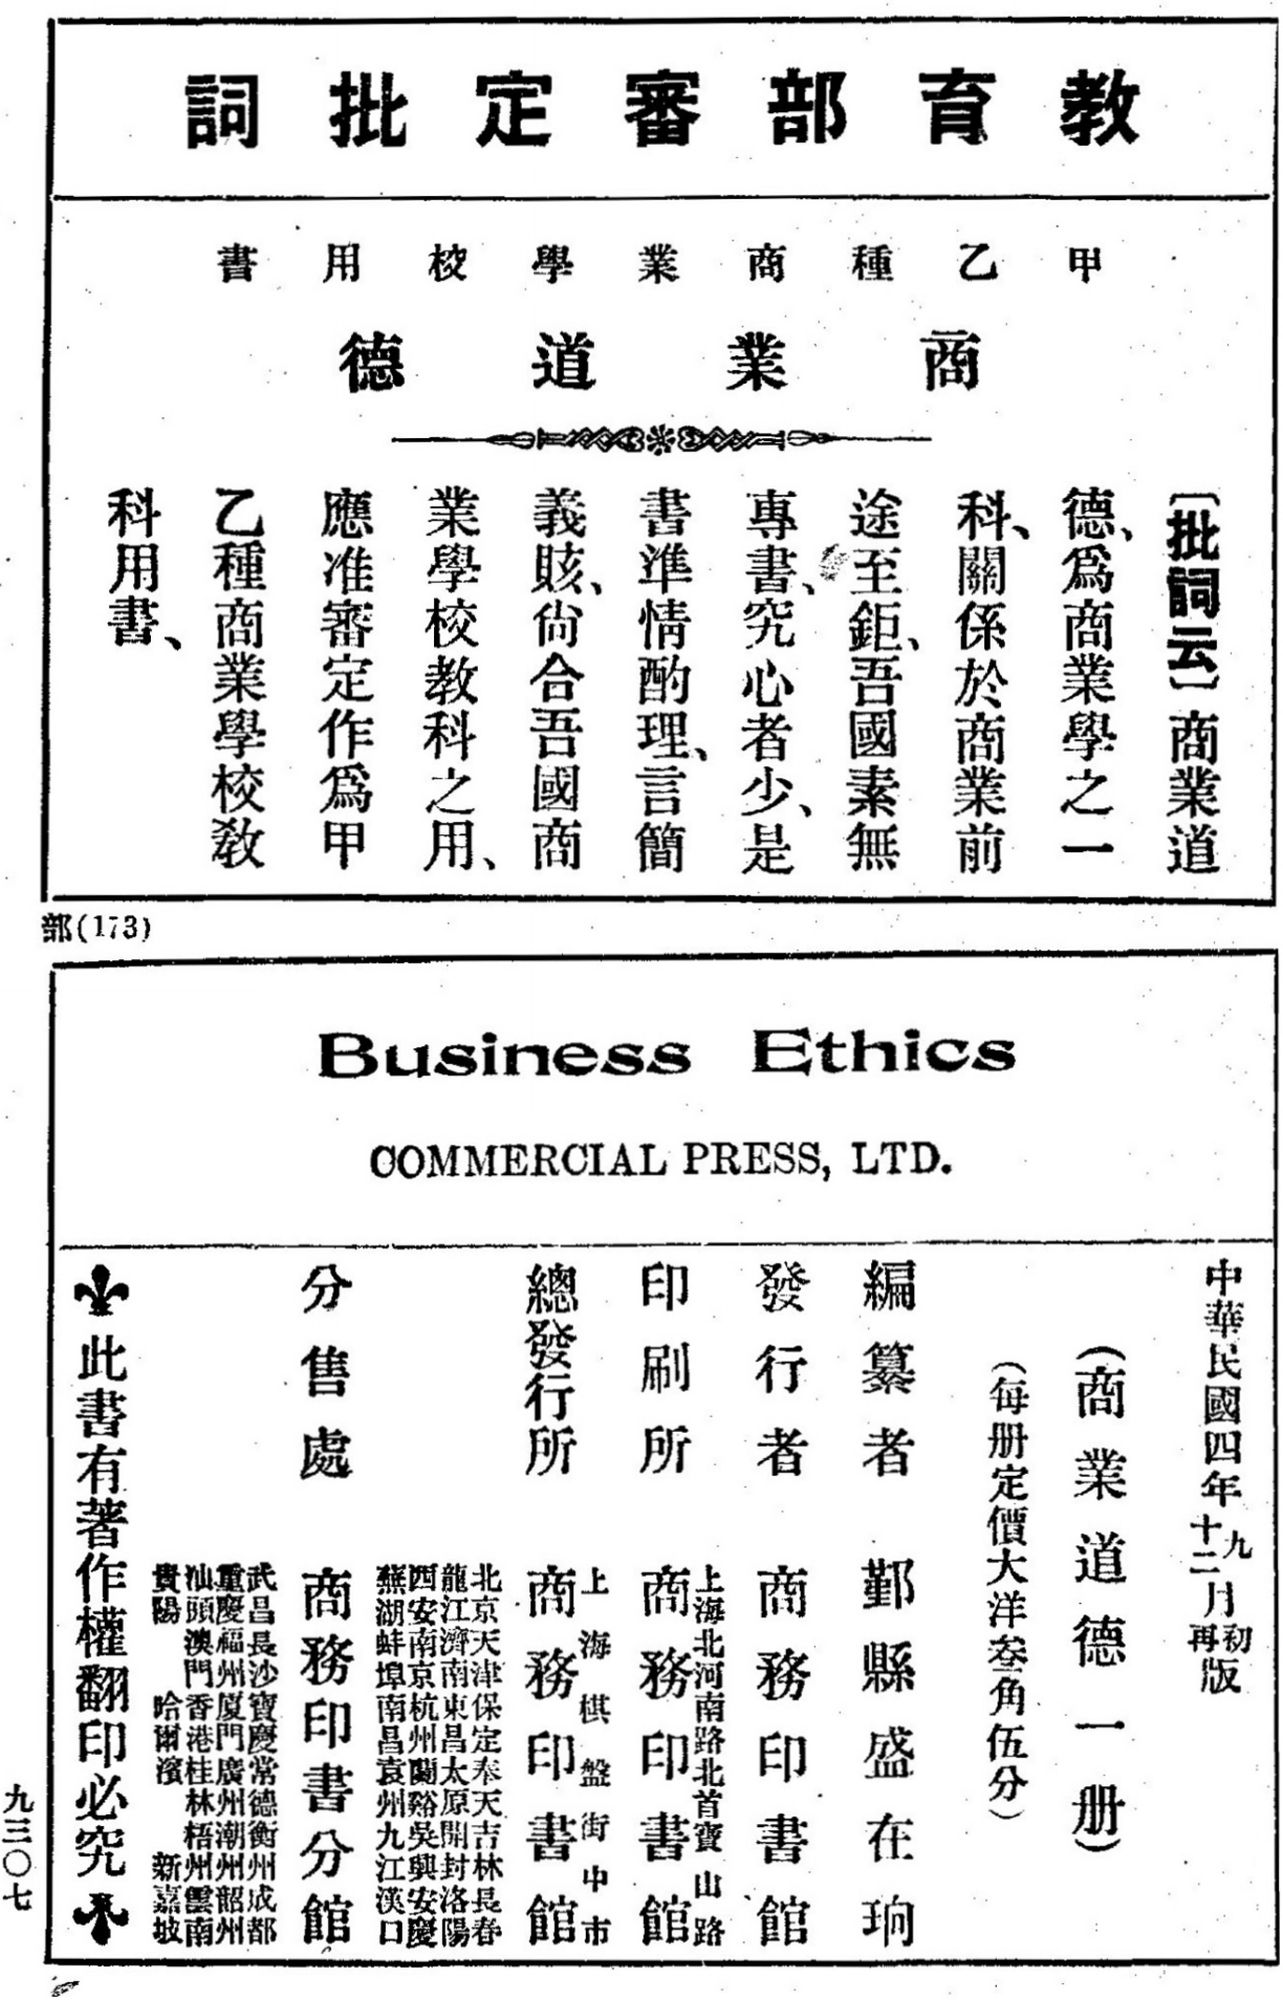 教育部審定批詞
甲乙種商業學校用書
商業道德
〔批詞云〕商業道
德、爲商業學之一
科、關係於商業前
途至鉅、吾國素無
專書、究心者少、是
書準情酌理、言簡
義賅、尙合吾國商
業學校教科之用、
應准審定作爲甲
乙種商業學校教
科用書、
部(173)
Business Ethics
COMMERCIAL PRESS, LTD.
中華民國四年九月初版
十二再
(商業道德一册)
(每册定價大洋叁角伍分)
編纂者 鄞縣盛在珦
發行者 商務印書館
上海北河南路北首寶山路
印刷所 商務印書館
上海棋盤街中市
總發行所 商務印書館
北京天津保定奉天吉林長春
龍江濟南東昌太原開封洛陽
西安南京杭州蘭谿吳興安慶
蕪湖蚌埠南昌袁州九江漢口
分售處 商務印書分館
武昌長沙寶慶常德衡州成都
重慶福州厦門廣州潮州韶州
汕頭澳門香港桂林梧州雲南
貴陽 哈爾濱 新嘉坡
此書有著作權翻印必究
九三〇七